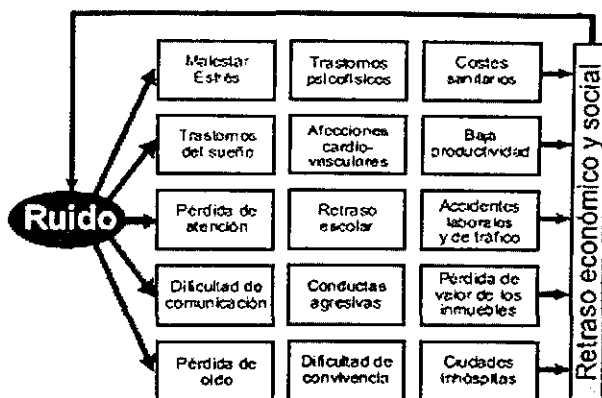 Malestar
Estrés
Trastornos
psicofísicos
Costes
sanitarios
Trastornos
del sueño
Afecciones
cardio-
vasculares
Baja
productividad
Ruido
Pérdida de
atención
Retraso
escolar
Accidentes
laborales
y de tráfico
Dificultad de
comunicación
Conductas
agresivas
Pérdida de
valor de los
inmuebles
Pérdida de
oído
Dificultad de
convivencia
Ciudades
inhóspitas
Retraso económico y social